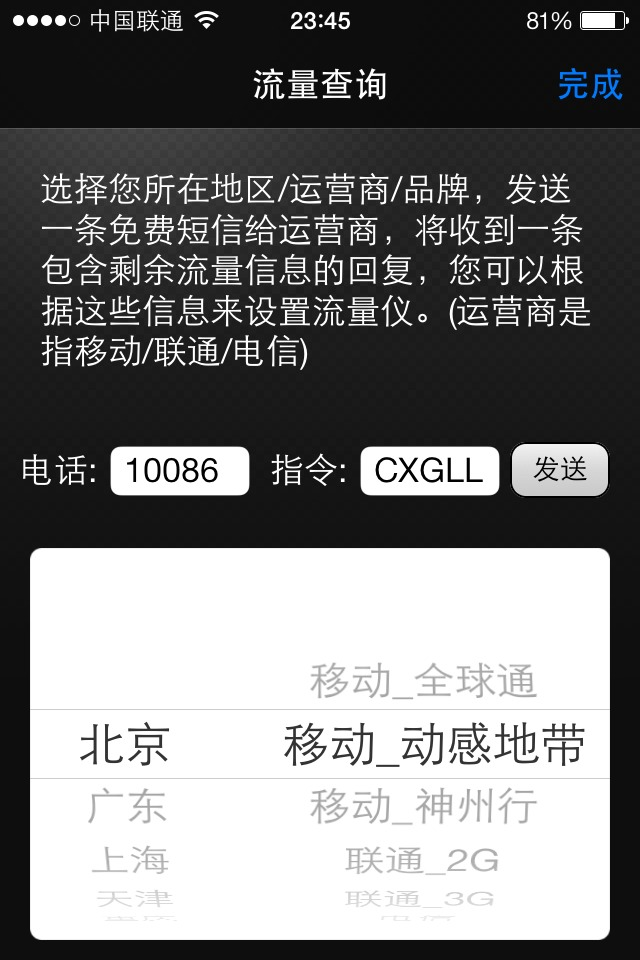 中国联通 23:45 81%
流量查询 完成
选择您所在地区/运营商/品牌，发送
一条免费短信给运营商，将收到一条
包含剩余流量信息的回复，您可以根
据这些信息来设置流量仪。(运营商是
指移动/联通/电信)
电话: 10086 指令: CXGLL 发送
移动_全球通
北京 移动_动感地带
广东 移动_神州行
上海 联通_2G
天津 联通_3G